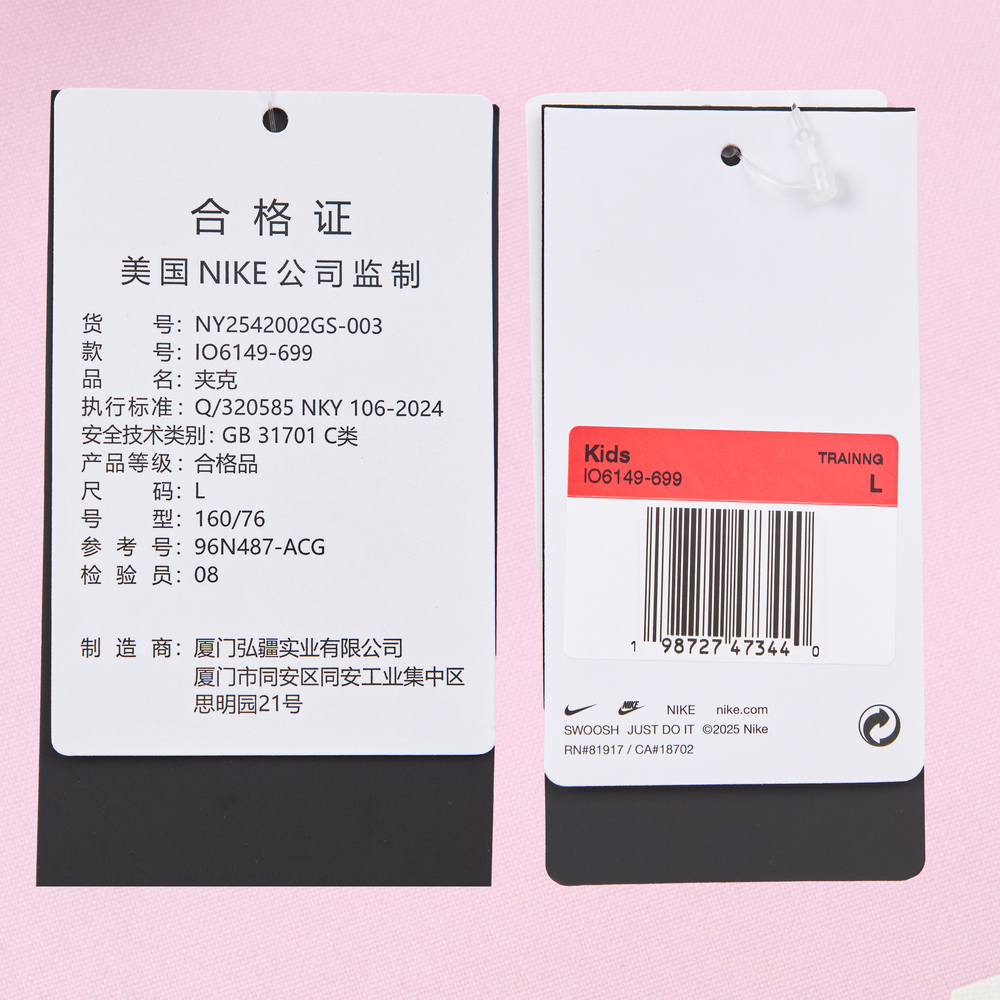 合格证
美国NIKE公司监制
货号：NY2542002GS-003
款号：IO6149-699
品名：夹克
执行标准：Q/320585 NKY 106-2024
安全技术类别：GB 31701 C类
产品等级：合格品
尺码：L
号型：160/76
参考号：96N487-ACG
检验员：08
制造商：厦门弘疆实业有限公司
厦门市同安区同安工业集中区
思明园21号
Kids
IO6149-699
TRAINNG
L
1 98727 47344 0
NIKE
NIKE nike.com
SWOOSH JUST DO IT ©2025 Nike
RN#81917 / CA#18702